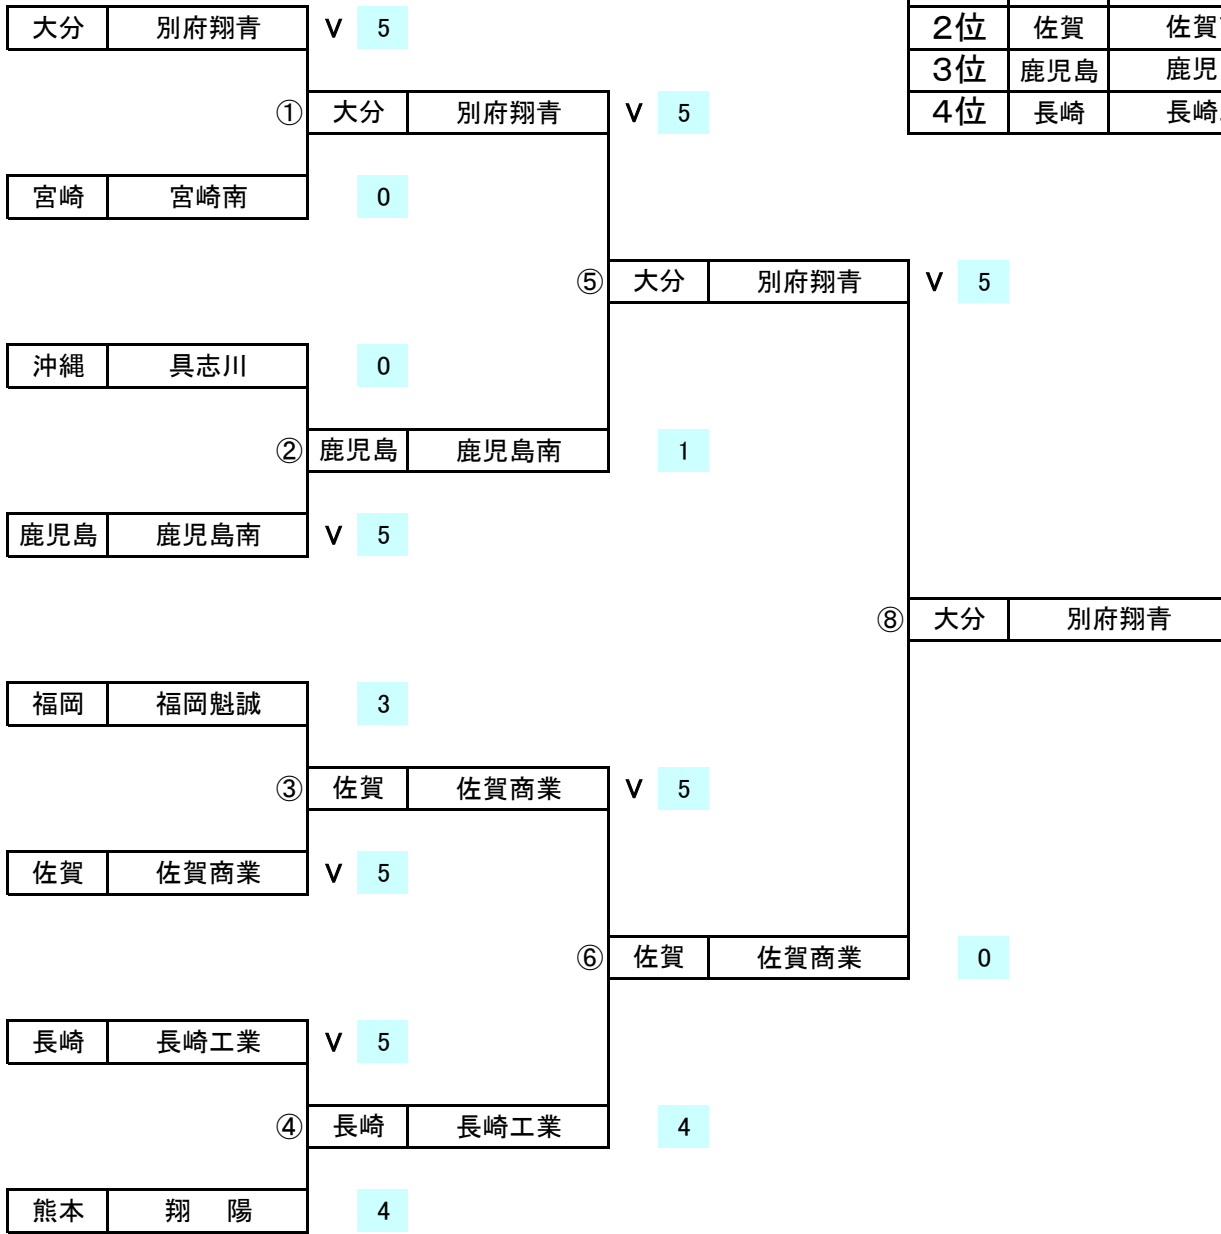 大分 別府翔青 V 5
2位 佐賀 佐賀
3位 鹿児島 鹿児
① 大分 別府翔青 V 5
4位 長崎 長崎
宮崎 宮崎南 0
⑤ 大分 別府翔青 V 5
沖縄 具志川 0
② 鹿児島 鹿児島南 1
鹿児島 鹿児島南 V 5
⑧ 大分 別府翔青
福岡 福岡魁誠 3
③ 佐賀 佐賀商業 V 5
佐賀 佐賀商業 V 5
⑥ 佐賀 佐賀商業 0
長崎 長崎工業 V 5
④ 長崎 長崎工業 4
熊本 翔 陽 4